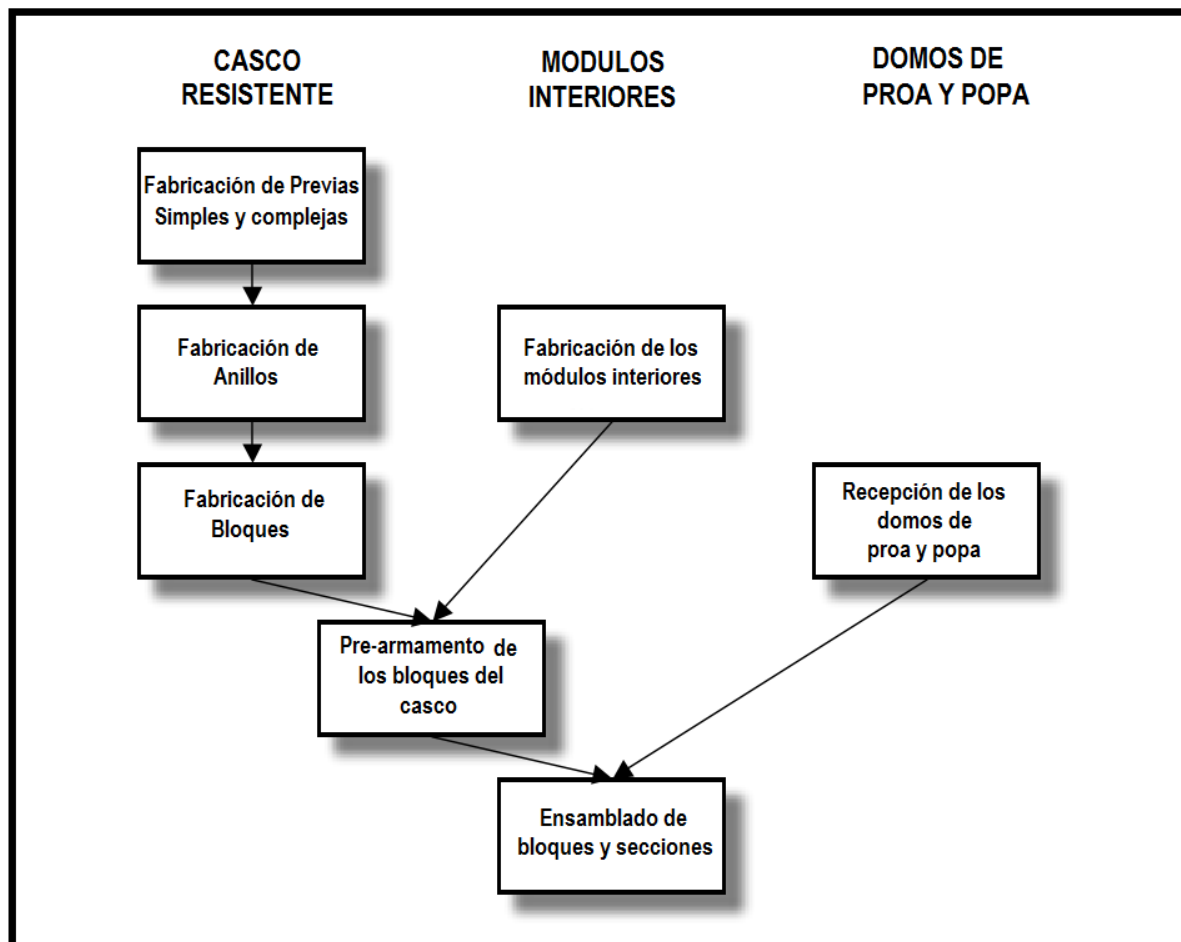 CASCO
RESISTENTE
MODULOS
INTERIORES
DOMOS DE
PROA Y POPA
Fabricación de Previas
Simples y complejas
Fabricación de
Anillos
Fabricación de los
módulos interiores
Fabricación de
Bloques
Recepción de los
domos de
proa y popa
Pre-armamento de
los bloques del
casco
Ensamblado de
bloques y secciones